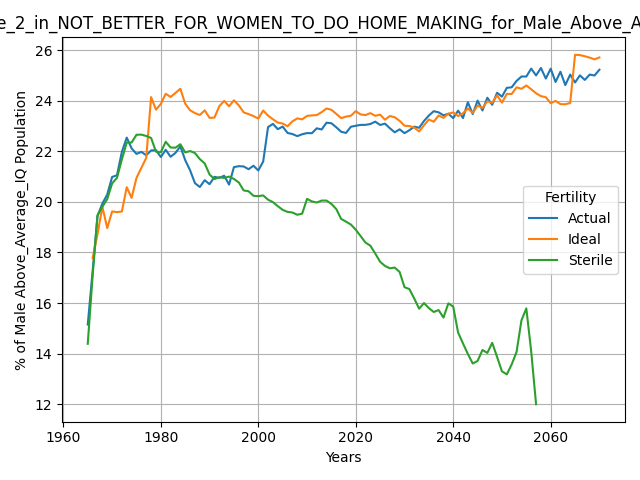 e_2_in_NOT_BETTER_FOR_WOMEN_TO_DO_HOME_MAKING_for_Male_Above_A
% of Male Above_Average_IQ Population
26
24
22
20
18
16
14
12
Fertility
Actual
Ideal
Sterile
1960
1980
2000
2020
2040
2060
Years